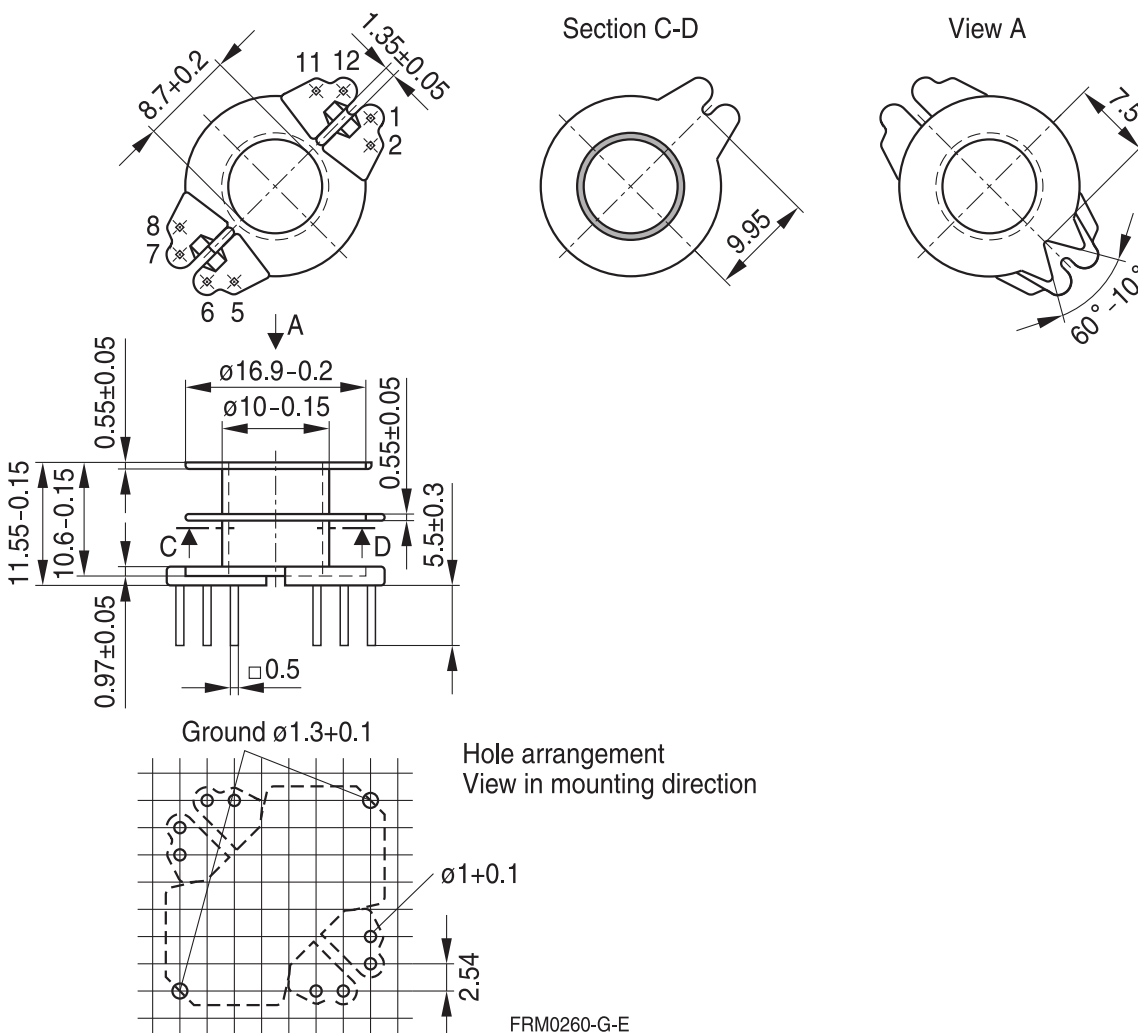 Section C-D
View A
8.7+0.2
1.35±0.05
11
12
1
2
8
7
6
5
9.95
7.5
60°-10°
A
ø16.9-0.2
ø10-0.15
0.55±0.05
0.55±0.05
11.55-0.15
10.6-0.15
5.5±0.3
C
D
0.97±0.05
□0.5
Ground ø1.3+0.1
Hole arrangement
View in mounting direction
ø1+0.1
2.54
FRM0260-G-E